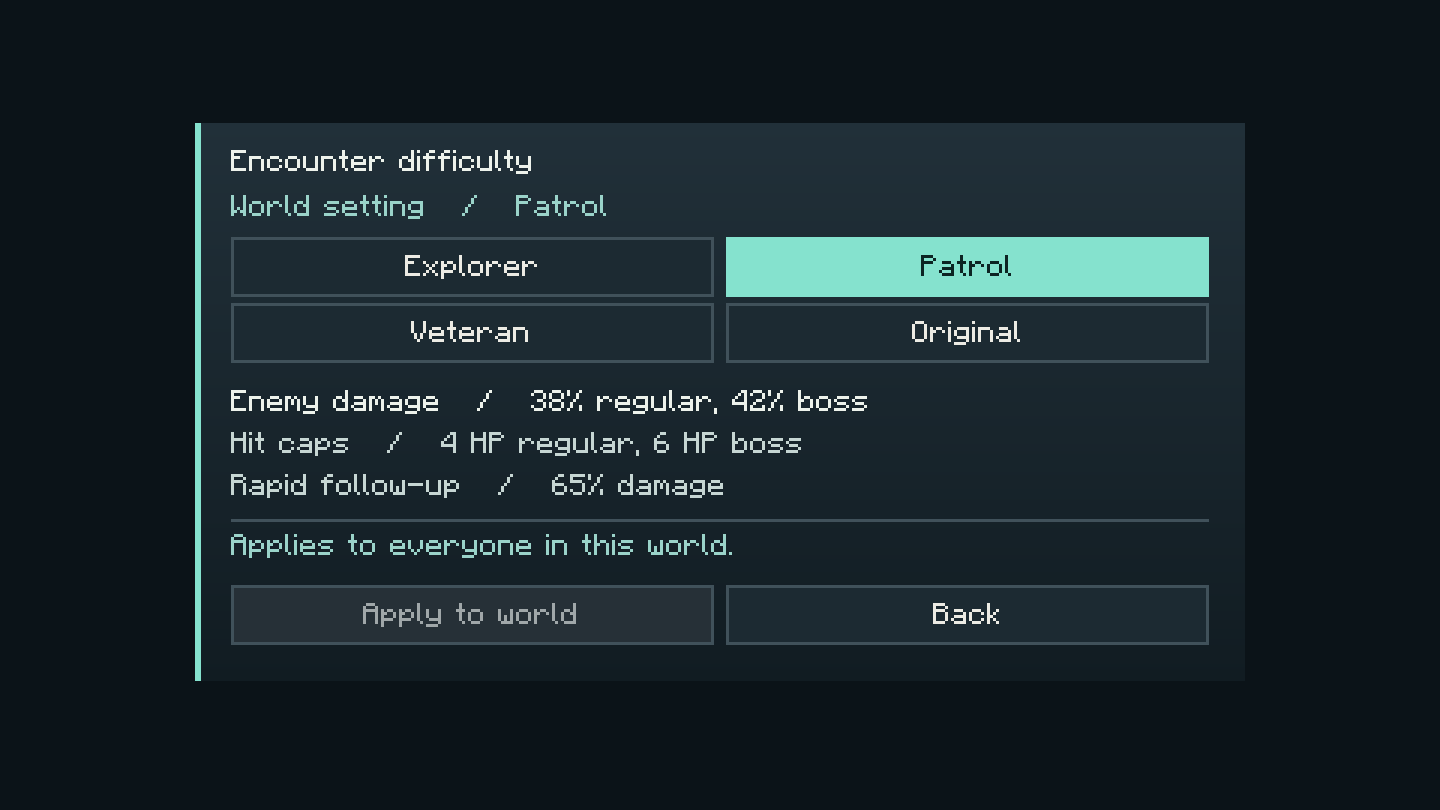 Encounter difficulty
World setting / Patrol
Explorer
Patrol
Veteran
Original
Enemy damage / 38% regular, 42% boss
Hit caps / 4 HP regular, 6 HP boss
Rapid follow-up / 65% damage
Applies to everyone in this world.
Apply to world
Back